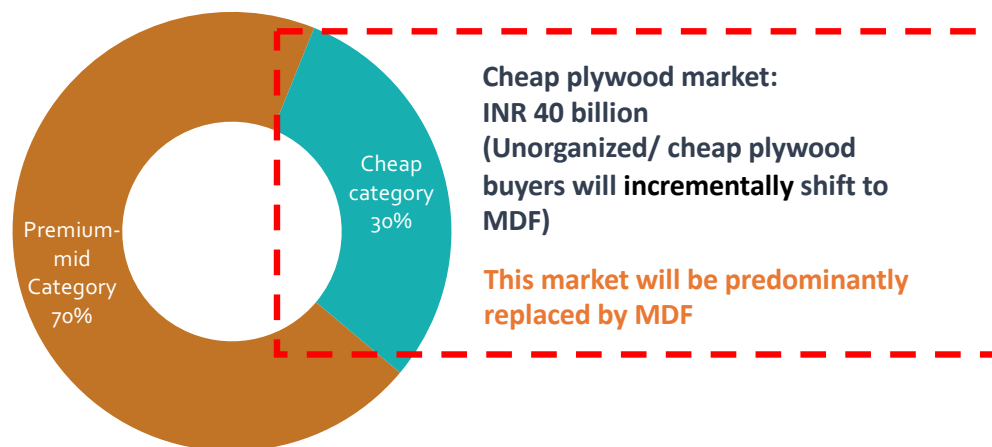 Premium-
mid
Category
70%
Cheap
category
30%
Cheap plywood market:
INR 40 billion
(Unorganized/ cheap plywood
buyers will incrementally shift to
MDF)
This market will be predominantly
replaced by MDF